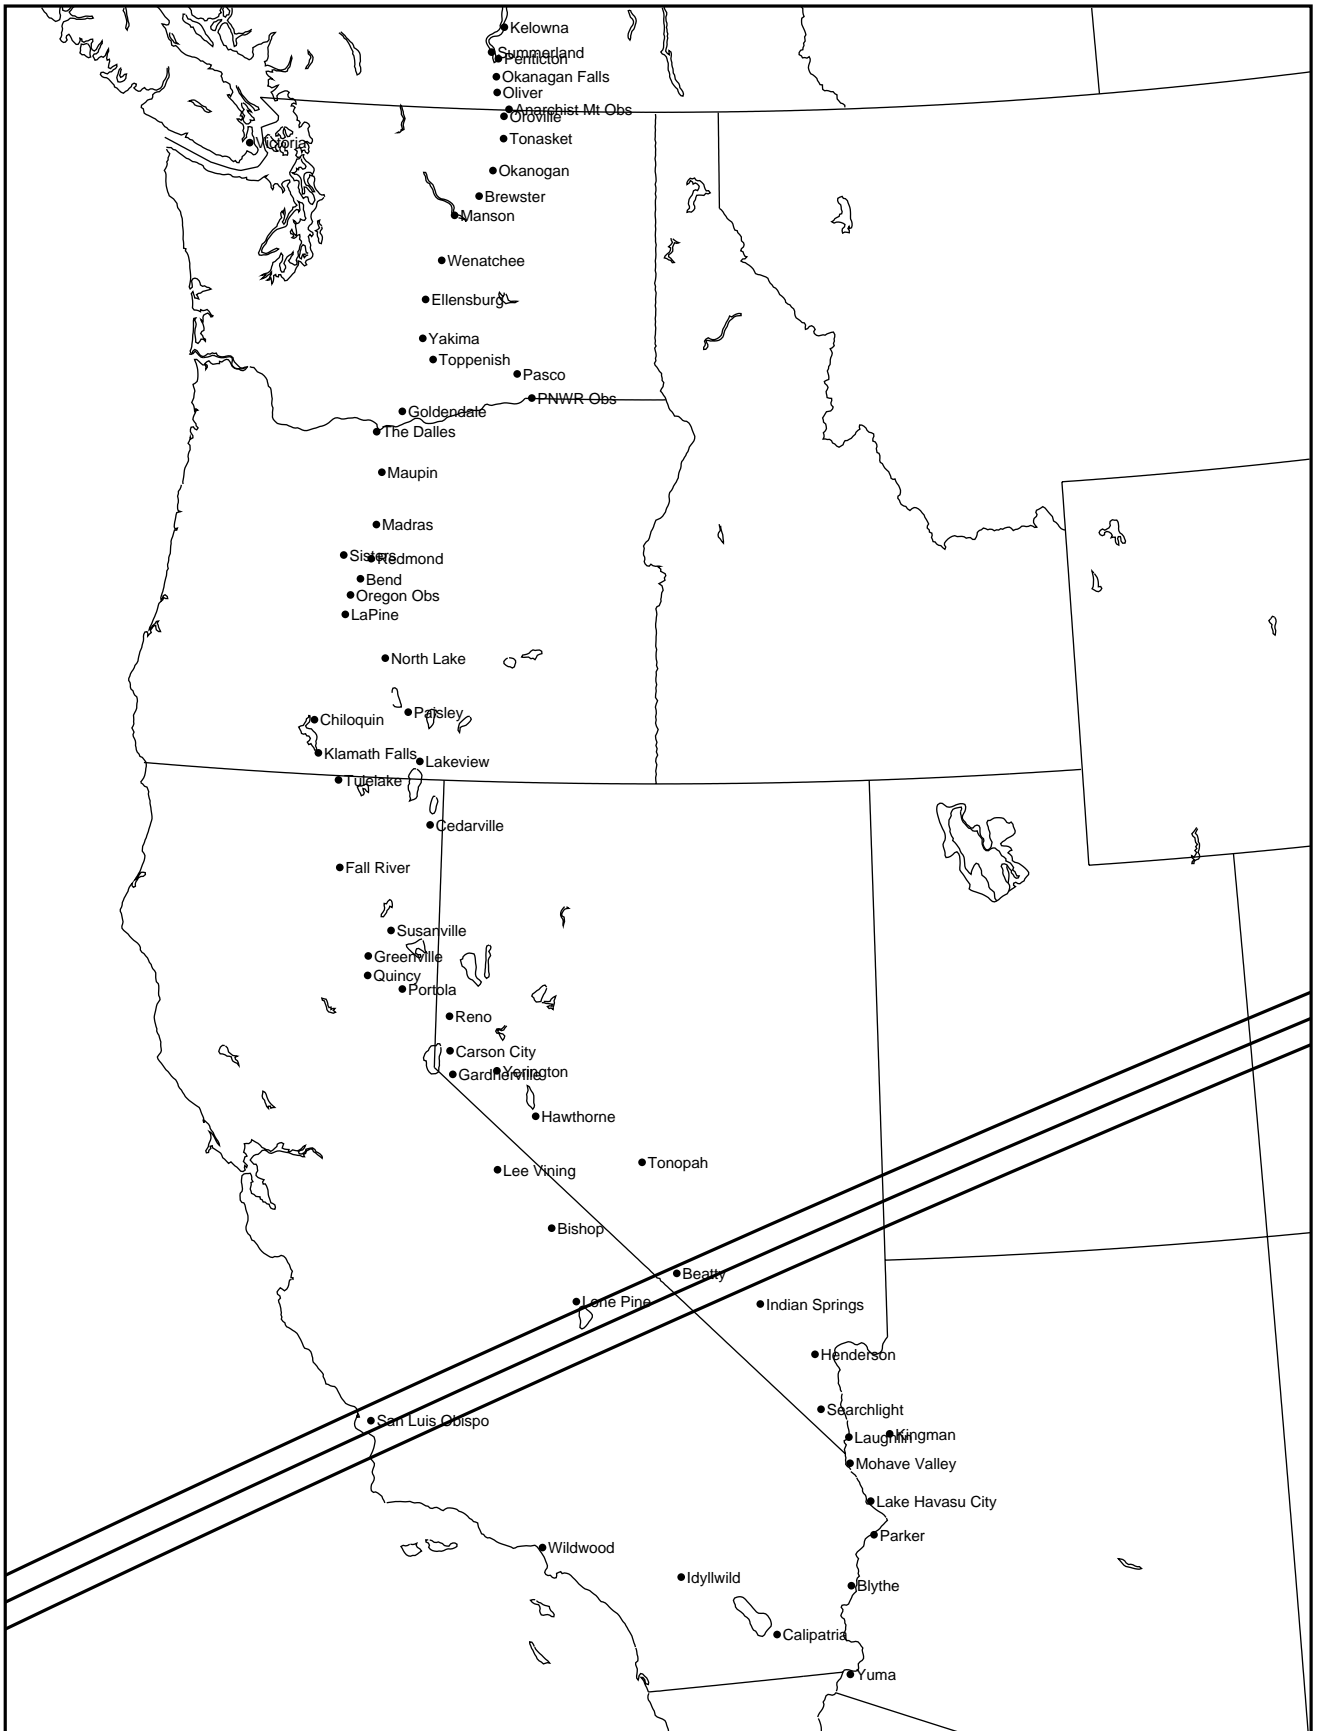 Kelowna
Summerland
Penticton
Okanagan Falls
Oliver
Anarchist Mt Obs
Oroville
Tonasket
Victoria
Okanogan
Brewster
Manson
Wenatchee
Ellensburg
Yakima
Toppenish
Pasco
PNWR Obs
Goldendale
The Dalles
Maupin
Madras
Sisters
Redmond
Bend
Oregon Obs
LaPine
North Lake
Paisley
Chiloquin
Klamath Falls
Lakeview
Tulelake
Cedarville
Fall River
Susanville
Greenville
Quincy
Portola
Reno
Carson City
Yerington
Gardnerville
Hawthorne
Tonopah
Lee Vining
Bishop
Beatty
Lone Pine
Indian Springs
Henderson
Searchlight
San Luis Obispo
Kingman
Laughlin
Mohave Valley
Lake Havasu City
Parker
Wildwood
Idyllwild
Blythe
Calipatria
Yuma